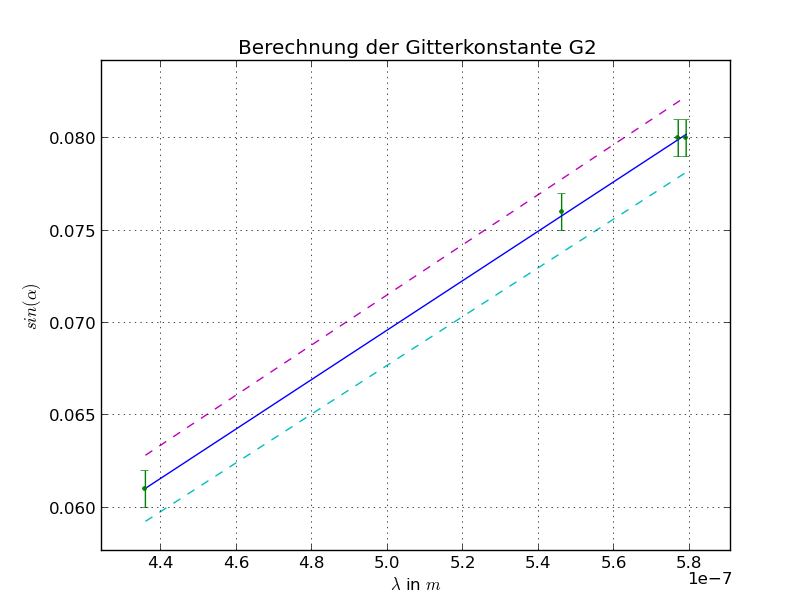 Berechnung der Gitterkonstante G2
0.080
0.075
0.070
0.065
0.060
sin(α)
4.4 4.6 4.8 5.0 5.2 5.4 5.6 5.8
1e−7
λ in m